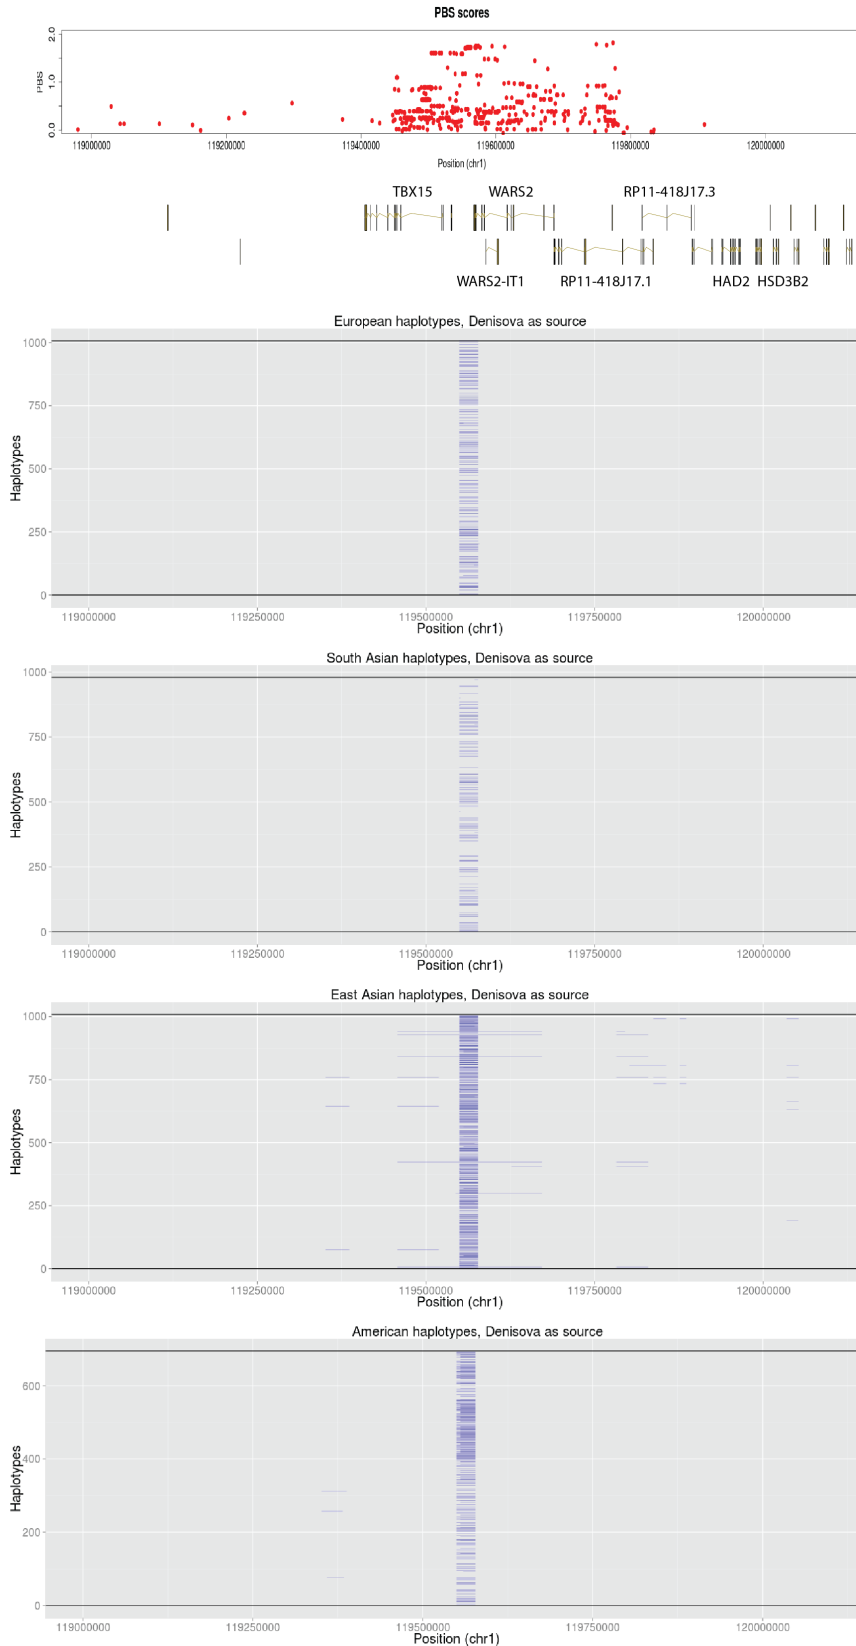 PBS scores
2.0
1.0
0.0
PBS
119000000 119200000 119400000 119600000 119800000 120000000
Position (chr1)
TBX15 WARS2 RP11-418J17.3
WARS2-IT1 RP11-418J17.1 HAD2 HSD3B2
European haplotypes, Denisova as source
1000
750
500
250
0
Haplotypes
119000000 119250000 119500000 119750000 120000000
Position (chr1)
South Asian haplotypes, Denisova as source
1000
750
500
250
0
Haplotypes
119000000 119250000 119500000 119750000 120000000
Position (chr1)
East Asian haplotypes, Denisova as source
1000
750
500
250
0
Haplotypes
119000000 119250000 119500000 119750000 120000000
Position (chr1)
American haplotypes, Denisova as source
600
400
200
0
Haplotypes
119000000 119250000 119500000 119750000 120000000
Position (chr1)